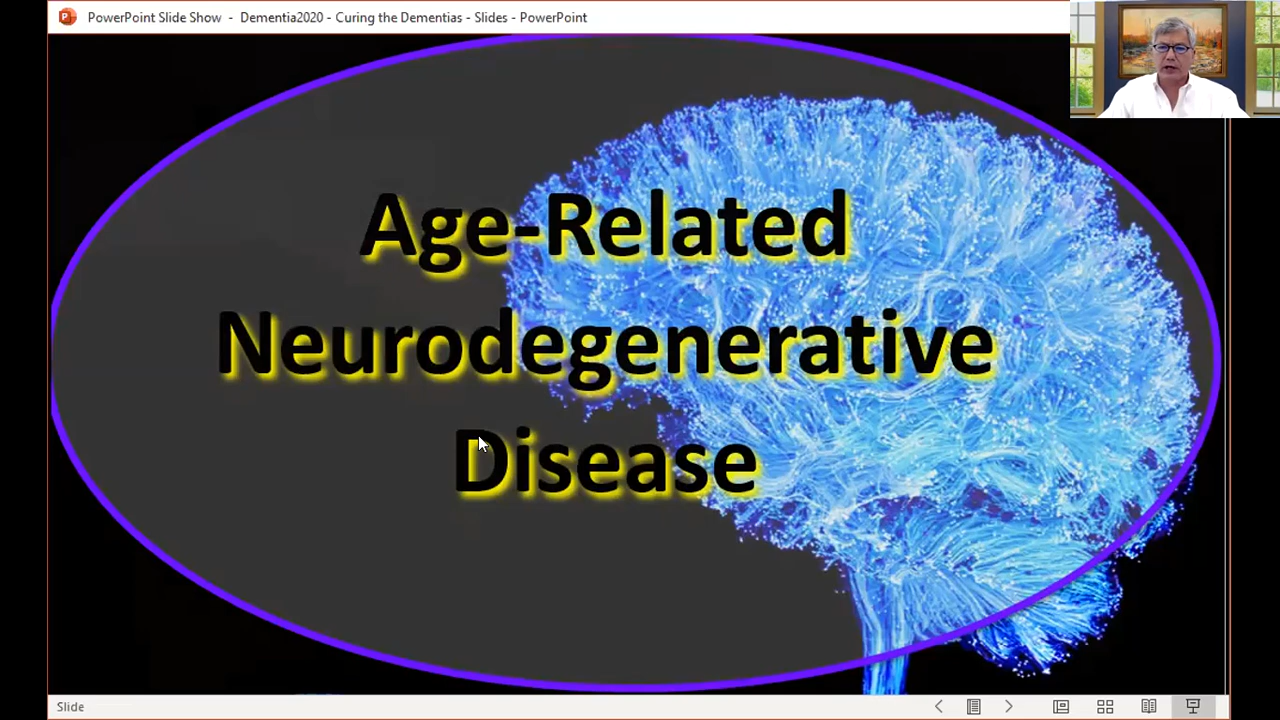 PowerPoint Slide Show - Dementia2020 - Curing the Dementias - Slides - PowerPoint
Age-Related
Neurodegenerative
Disease
Slide